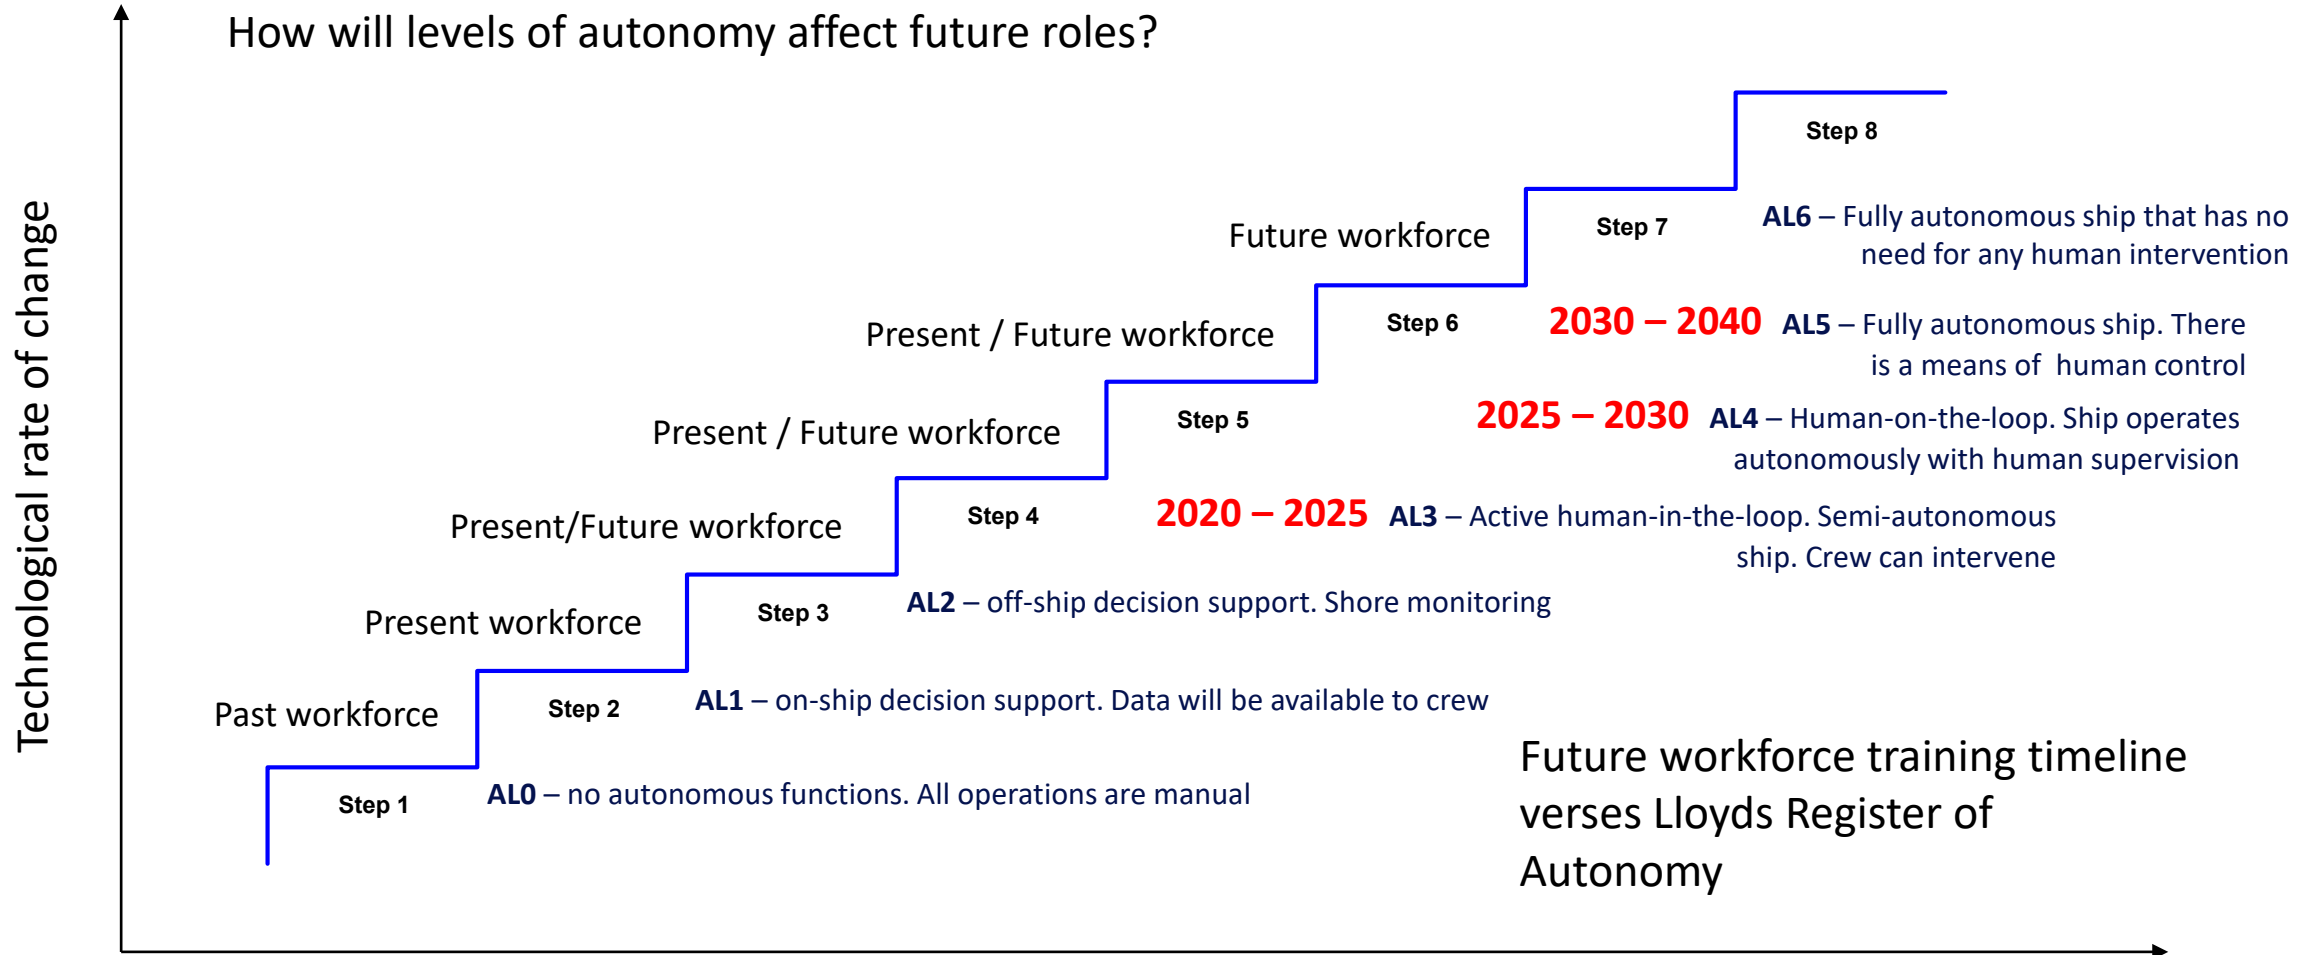 How will levels of autonomy affect future roles?
Technological rate of change
Step 8
AL6 – Fully autonomous ship that has no
need for any human intervention
Future workforce
Step 7
Present / Future workforce
Step 6
2030 – 2040 AL5 – Fully autonomous ship. There
is a means of human control
Present / Future workforce
Step 5
2025 – 2030 AL4 – Human-on-the-loop. Ship operates
autonomously with human supervision
Present/Future workforce
Step 4
2020 – 2025 AL3 – Active human-in-the-loop. Semi-autonomous
ship. Crew can intervene
Present workforce
Step 3
AL2 – off-ship decision support. Shore monitoring
Past workforce
Step 2
AL1 – on-ship decision support. Data will be available to crew
Step 1
AL0 – no autonomous functions. All operations are manual
Future workforce training timeline
verses Lloyds Register of
Autonomy